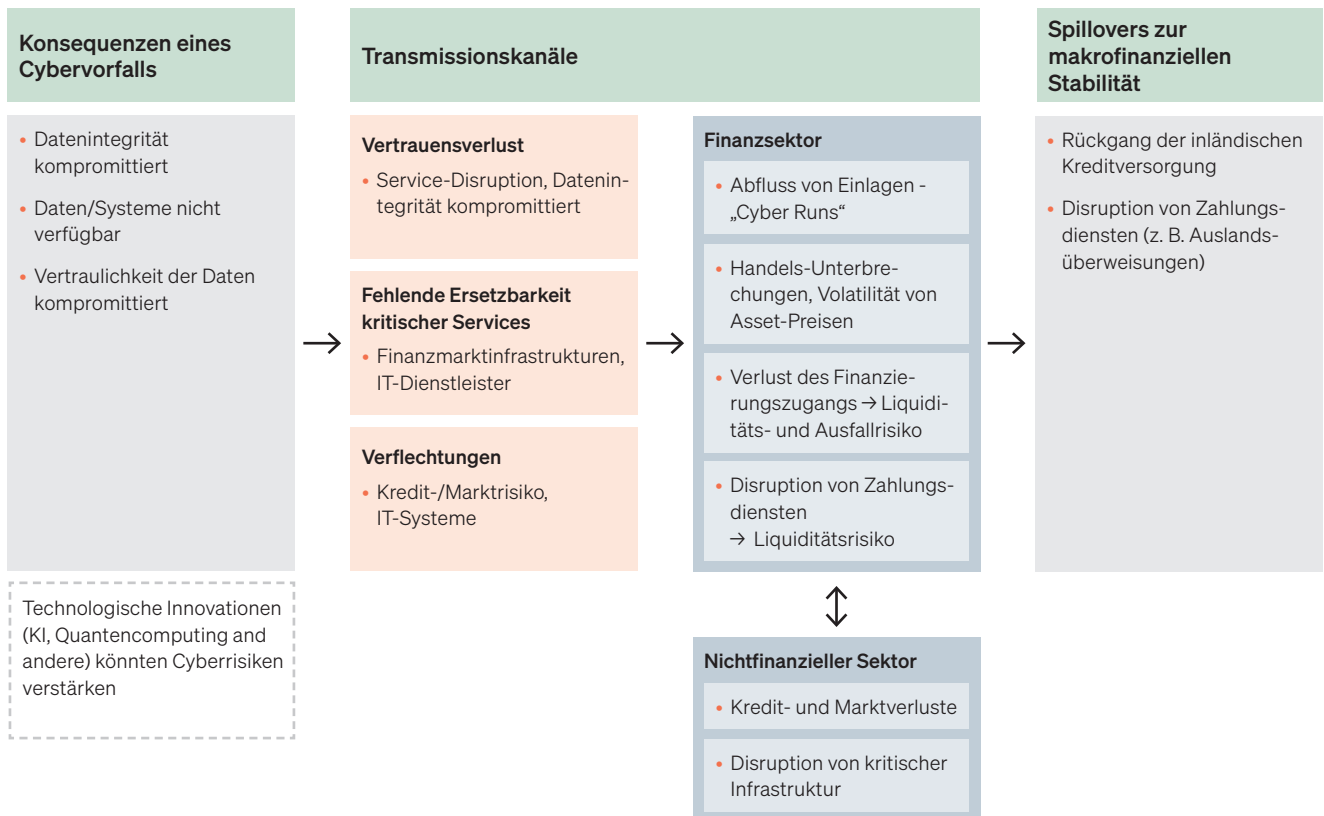 Konsequenzen eines
Cybervorfalls
• Datenintegrität
kompromittiert
• Daten/Systeme nicht
verfügbar
• Vertraulichkeit der Daten
kompromittiert
Technologische Innovationen
(KI, Quantencomputing and
andere) könnten Cyberrisiken
verstärken
Transmissionskanäle
Vertrauensverlust
• Service-Disruption, Datenin-
tegrität kompromittiert
Fehlende Ersetzbarkeit
kritischer Services
• Finanzmarktinfrastrukturen,
IT-Dienstleister
Verflechtungen
• Kredit-/Marktrisiko,
IT-Systeme
Finanzsektor
• Abfluss von Einlagen -
„Cyber Runs“
• Handels-Unterbre-
chungen, Volatilität von
Asset-Preisen
• Verlust des Finanzie-
rungszugangs → Liquidi-
täts- und Ausfallrisiko
• Disruption von Zahlungs-
diensten
→ Liquiditätsrisiko
Nichtfinanzieller Sektor
• Kredit- und Marktverluste
• Disruption von kritischer
Infrastruktur
Spillovers zur
makrofinanziellen
Stabilität
• Rückgang der inländischen
Kreditversorgung
• Disruption von Zahlungs-
diensten (z. B. Auslands-
überweisungen)